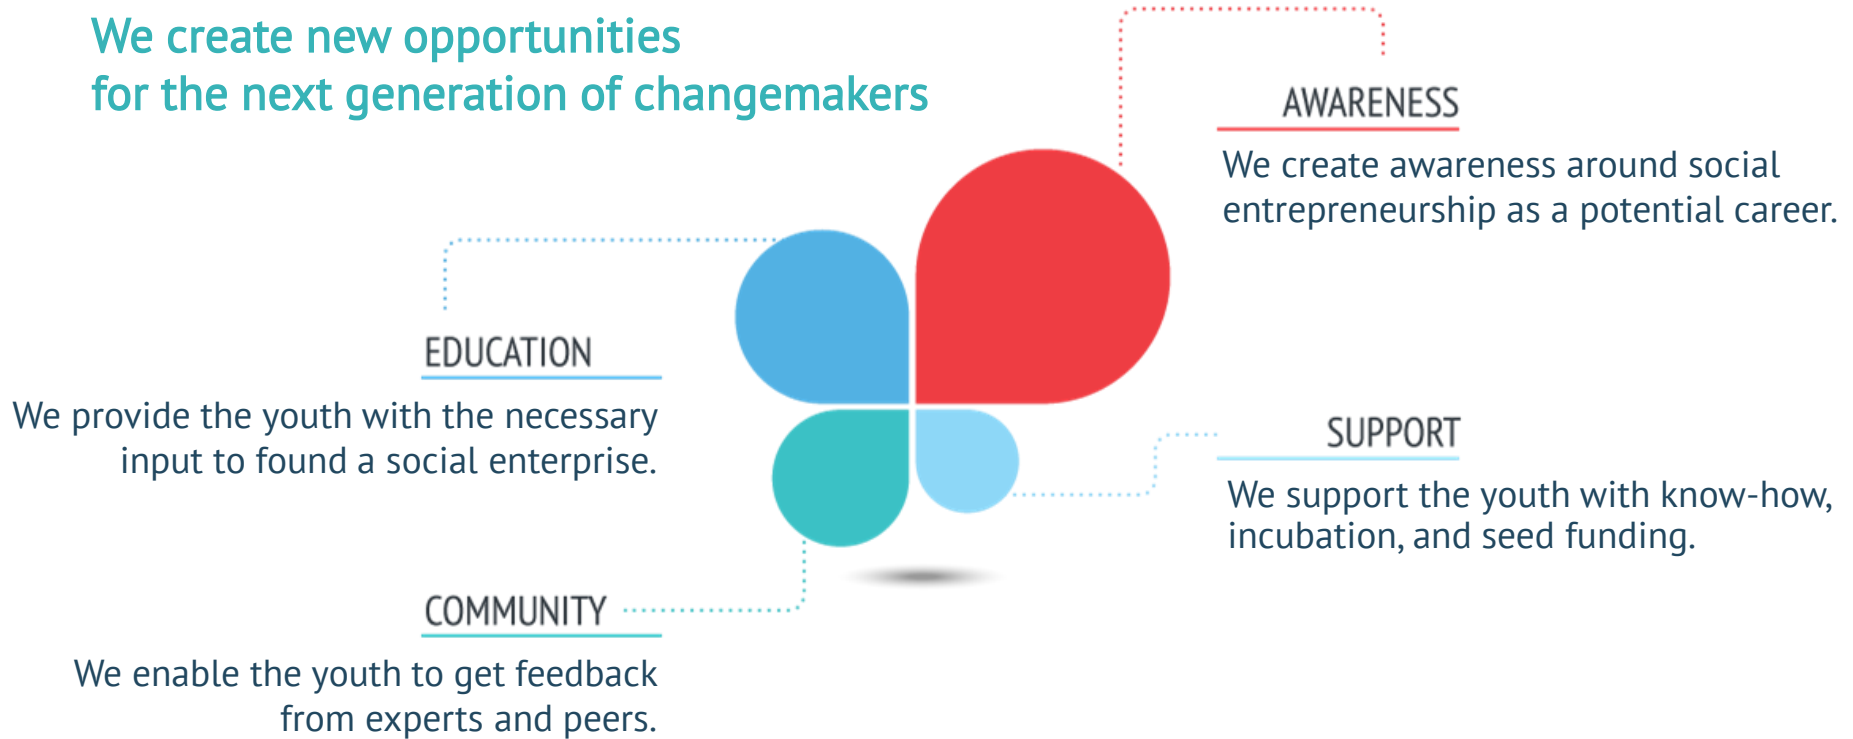 We create new opportunities
for the next generation of changemakers
AWARENESS
We create awareness around social
entrepreneurship as a potential career.
EDUCATION
We provide the youth with the necessary
input to found a social enterprise.
SUPPORT
We support the youth with know-how,
incubation, and seed funding.
COMMUNITY
We enable the youth to get feedback
from experts and peers.